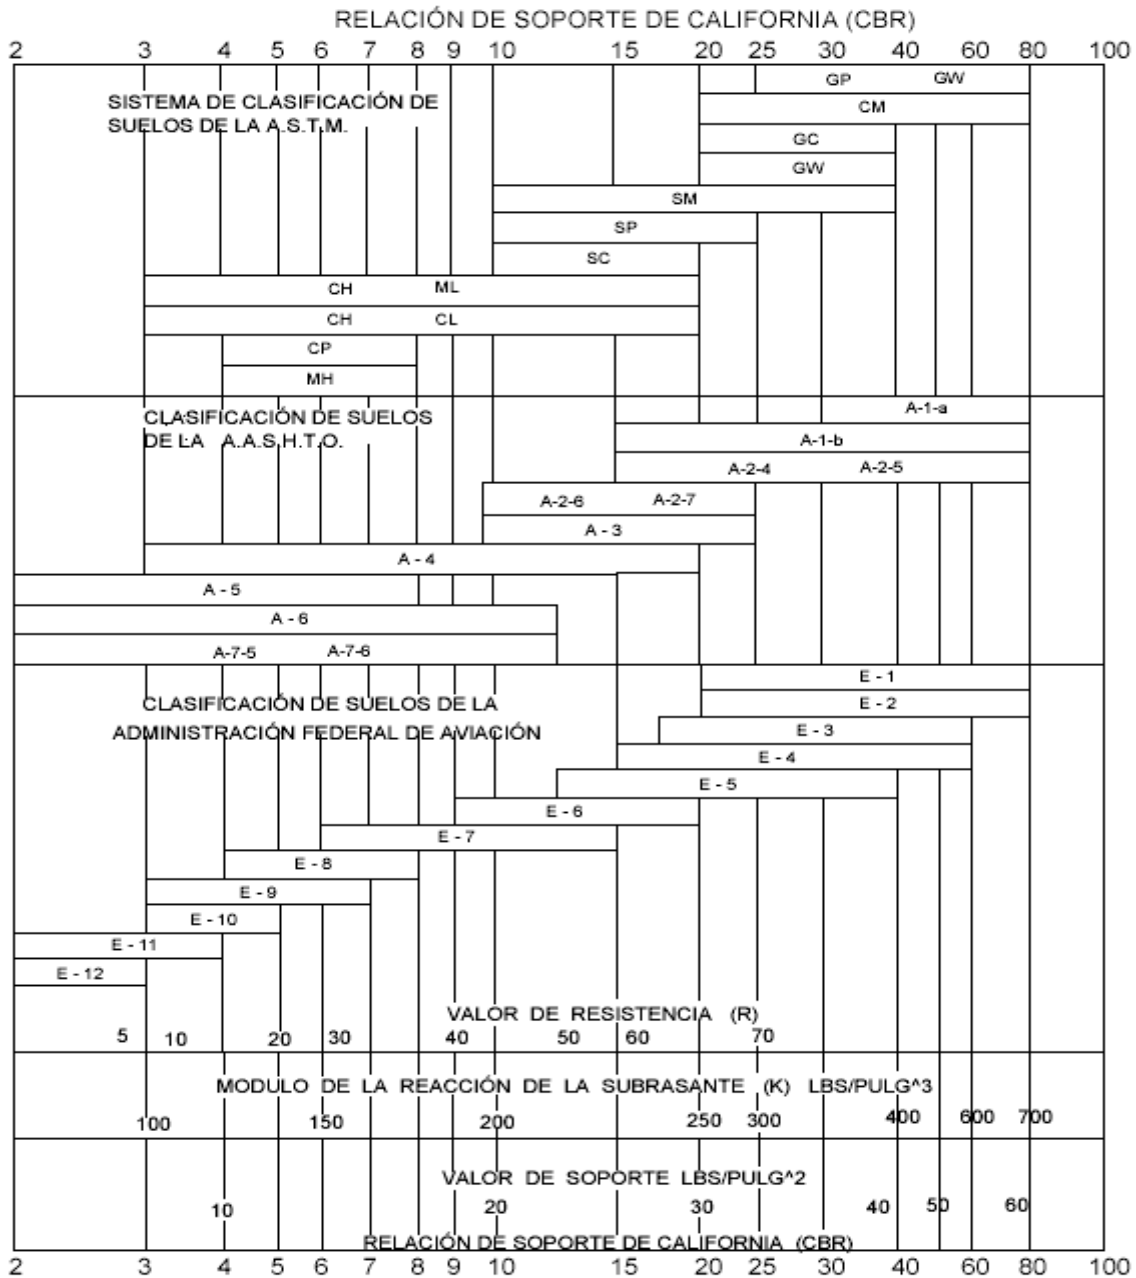 RELACIÓN DE SOPORTE DE CALIFORNIA (CBR)
2 3 4 5 6 7 8 9 10 15 20 25 30 40 50 60 80 100
GP GW
SISTEMA DE CLASIFICACIÓN DE
SUELOS DE LA A.S.T.M.
CM
GC
GW
SM
SP
SC
CH ML
CH CL
CP
MH
CLASIFICACIÓN DE SUELOS
DE LA A.A.S.H.T.O.
A-1-a
A-1-b
A-2-4 A-2-5
A-2-6 A-2-7
A - 3
A - 4
A - 5
A - 6
A-7-5 A-7-6
CLASIFICACIÓN DE SUELOS DE LA
ADMINISTRACIÓN FEDERAL DE AVIACIÓN
E - 1
E - 2
E - 3
E - 4
E - 5
E - 6
E - 7
E - 8
E - 9
E - 10
E - 11
E - 12
VALOR DE RESISTENCIA (R)
5 10 20 30 40 50 60 70
MODULO DE LA REACCIÓN DE LA SUBRASANTE (K) LBS/PULG^3
100 150 200 250 300 400 600 700
VALOR DE SOPORTE LBS/PULG^2
10 20 30 40 50 60
RELACIÓN DE SOPORTE DE CALIFORNIA (CBR)
2 3 4 5 6 7 8 9 10 15 20 25 30 40 50 60 80 100